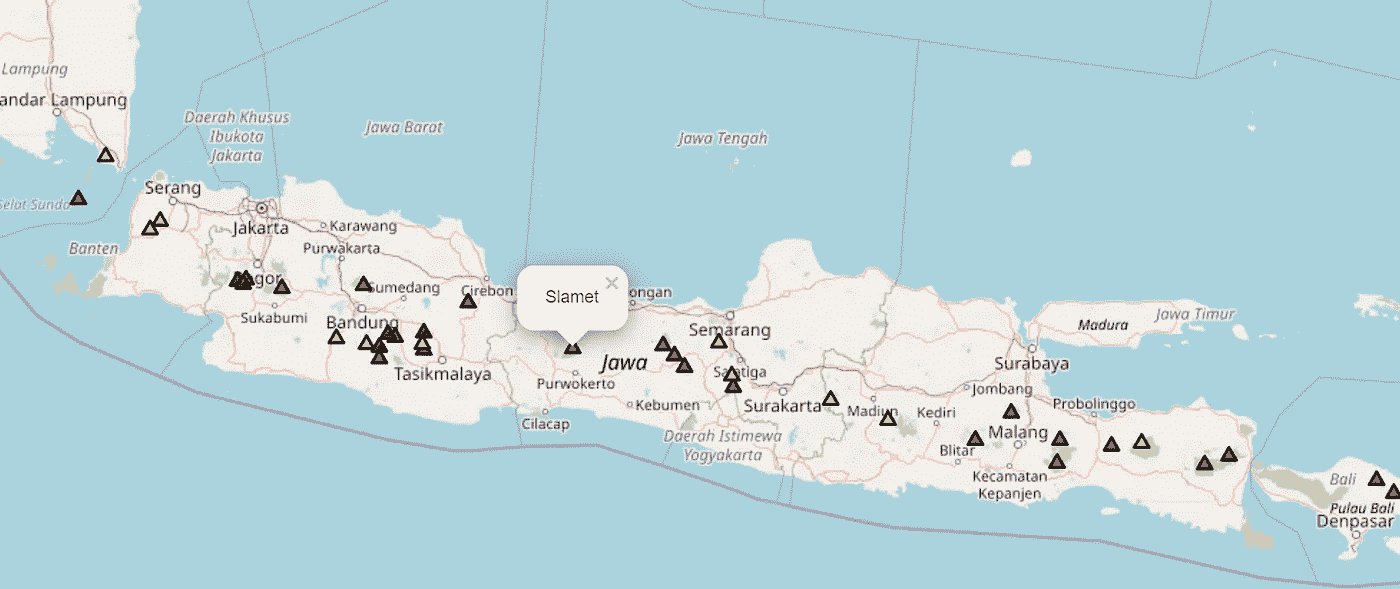 Lampung
andar Lampung
Daerah Khusus
Ibukota
Jakarta
Jawa Barat
Jawa Tengah
Serang
Selat Sunda
Jakarta
Karawang
Banten
Purwakarta
ogor
Sumedang
Cirebon
Slamet
×
ongan
Sukabumi
Bandung
Semarang
Madura
Jawa Timur
Jawa
Tasikmalaya
Purwokerto
Salatiga
Surabaya
Kebumen
Surakarta
Madiun
Kediri
Jombang
Probolinggo
Cilacap
Daerah Istimewa
Yogyakarta
Malang
Blitar
Kecamatan
Kepanjen
Bali
Pulau Bali
Denpasar